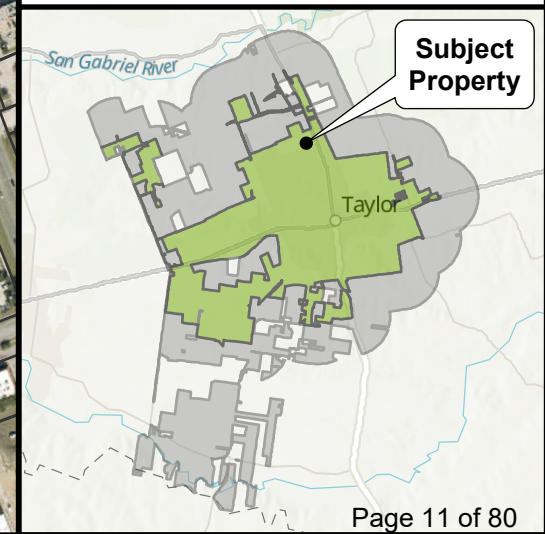 San Gabriel River
Subject
Property
Taylor
Page 11 of 80